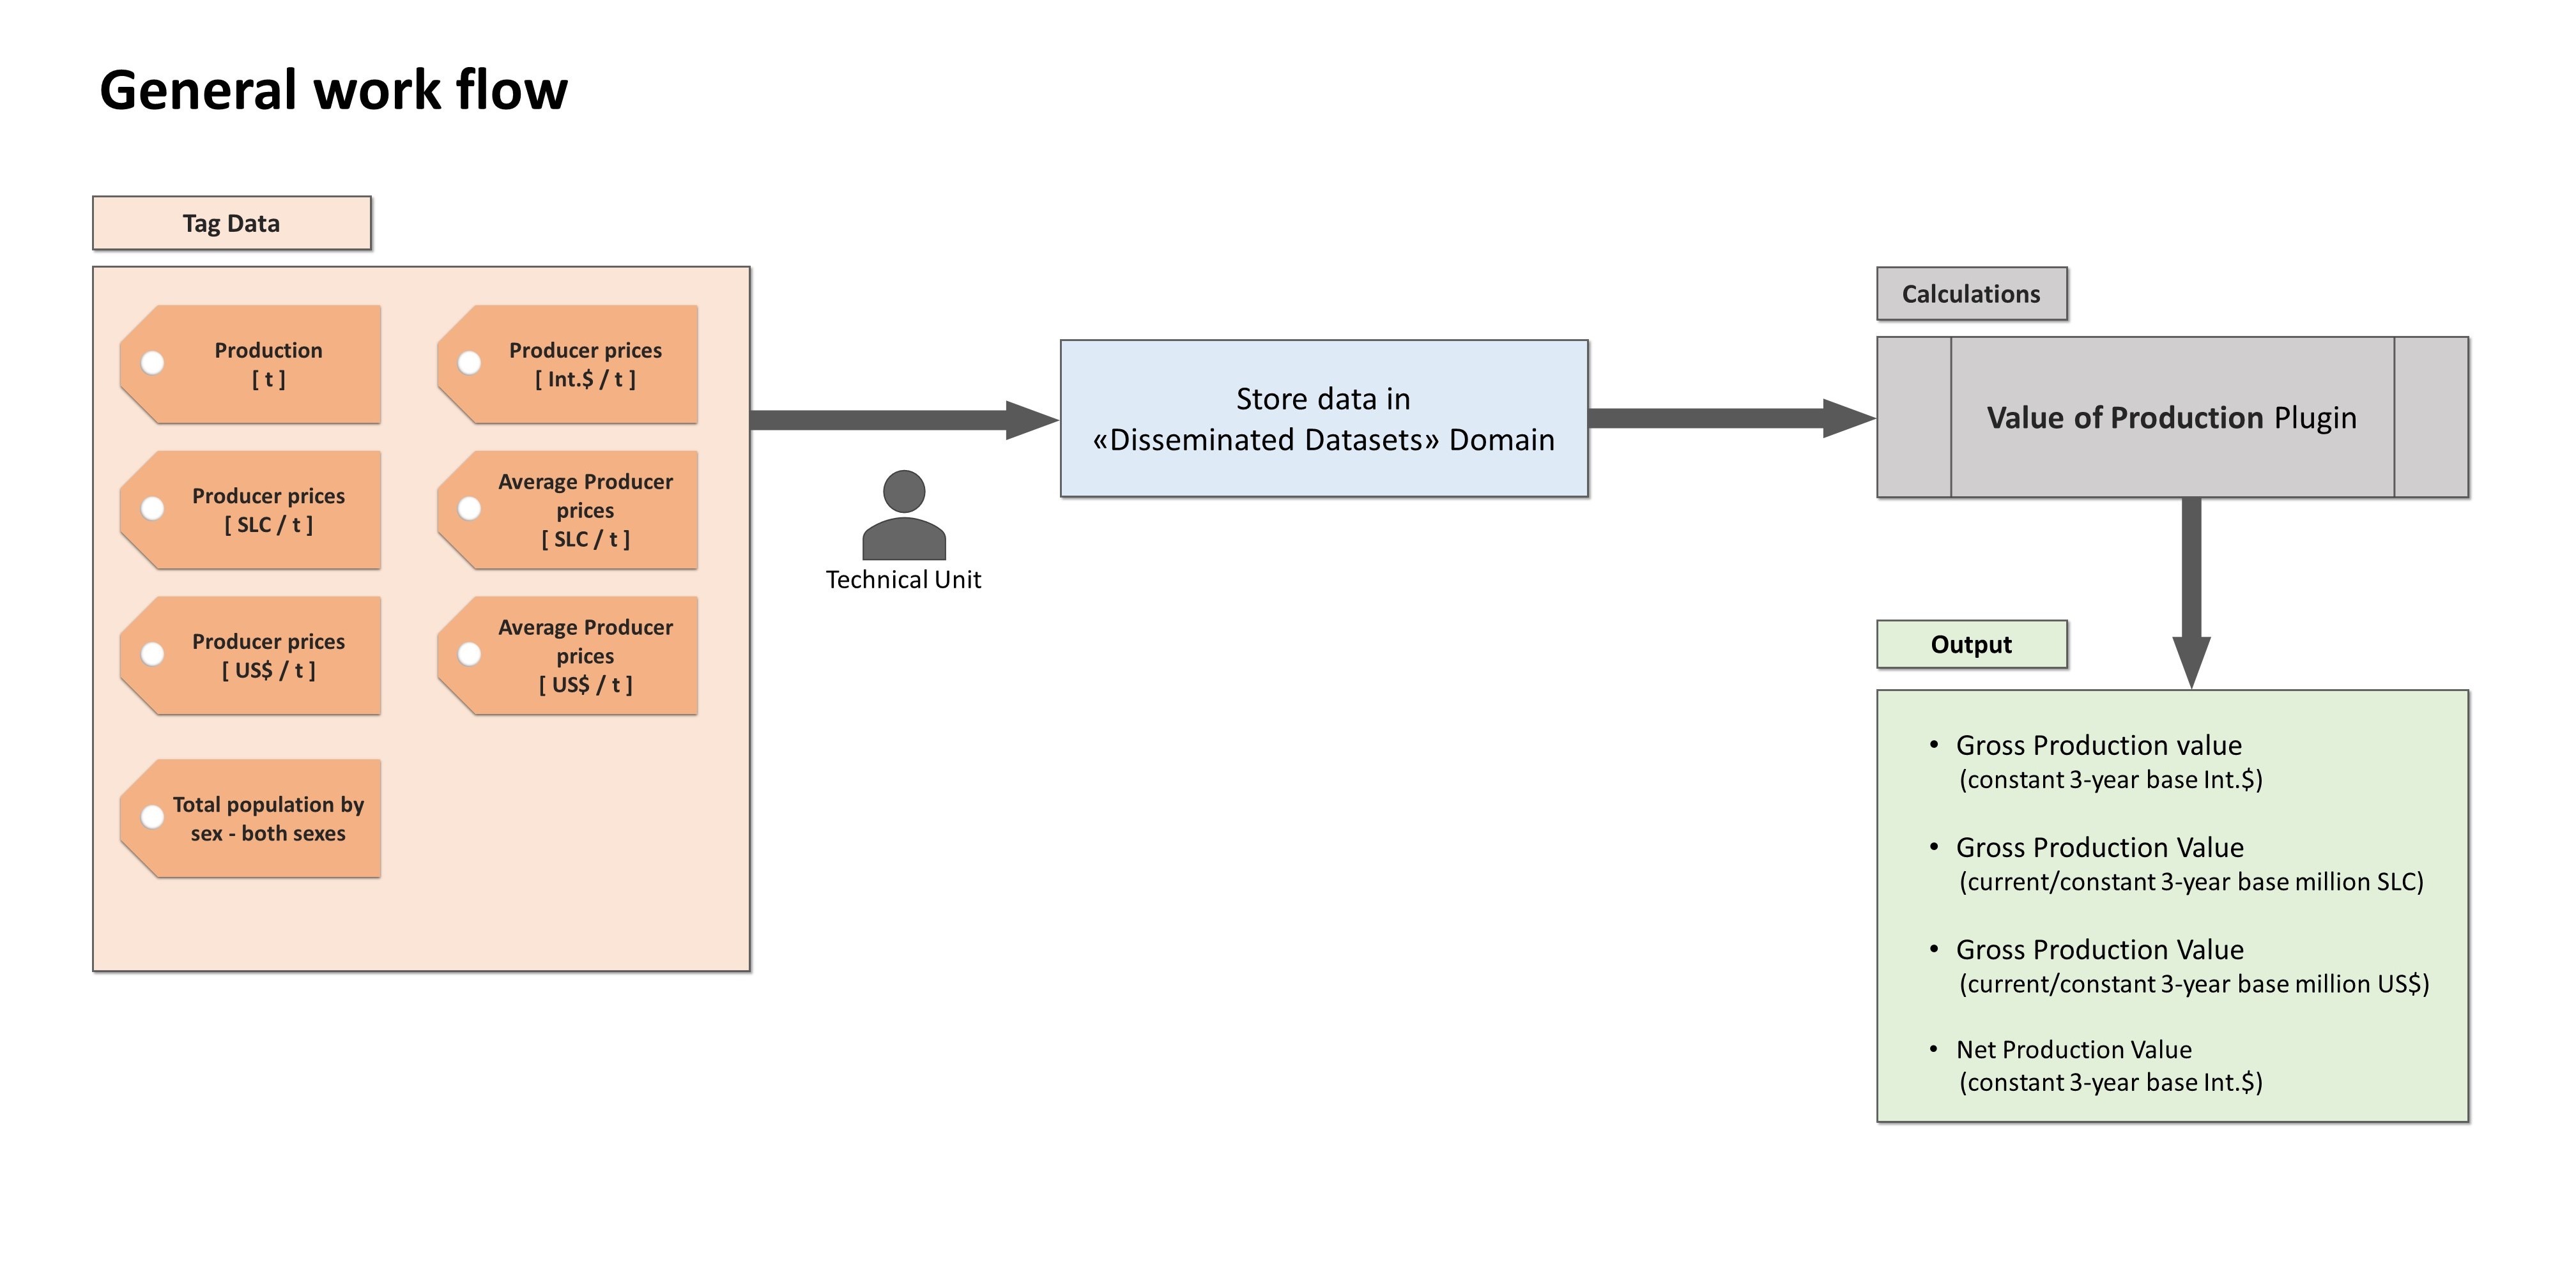 General work flow
Tag Data
Production
[ t ]
Producer prices
[ Int.$ / t ]
Producer prices
[ SLC / t ]
Average Producer
prices
[ SLC / t ]
Producer prices
[ US$ / t ]
Average Producer
prices
[ US$ / t ]
Total population by
sex - both sexes
Technical Unit
Store data in
«Disseminated Datasets» Domain
Calculations
Value of Production Plugin
Output
• Gross Production value
(constant 3-year base Int.$)
• Gross Production Value
(current/constant 3-year base million SLC)
• Gross Production Value
(current/constant 3-year base million US$)
• Net Production Value
(constant 3-year base Int.$)